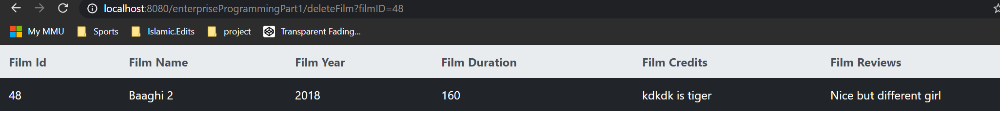 localhost:8080/enterpriseProgrammingPart1/deleteFilm?filmID=48
My MMU Sports Islamic.Edits project Transparent Fading...
Film Id Film Name Film Year Film Duration Film Credits Film Reviews
48 Baaghi 2 2018 160 kdkdk is tiger Nice but different girl